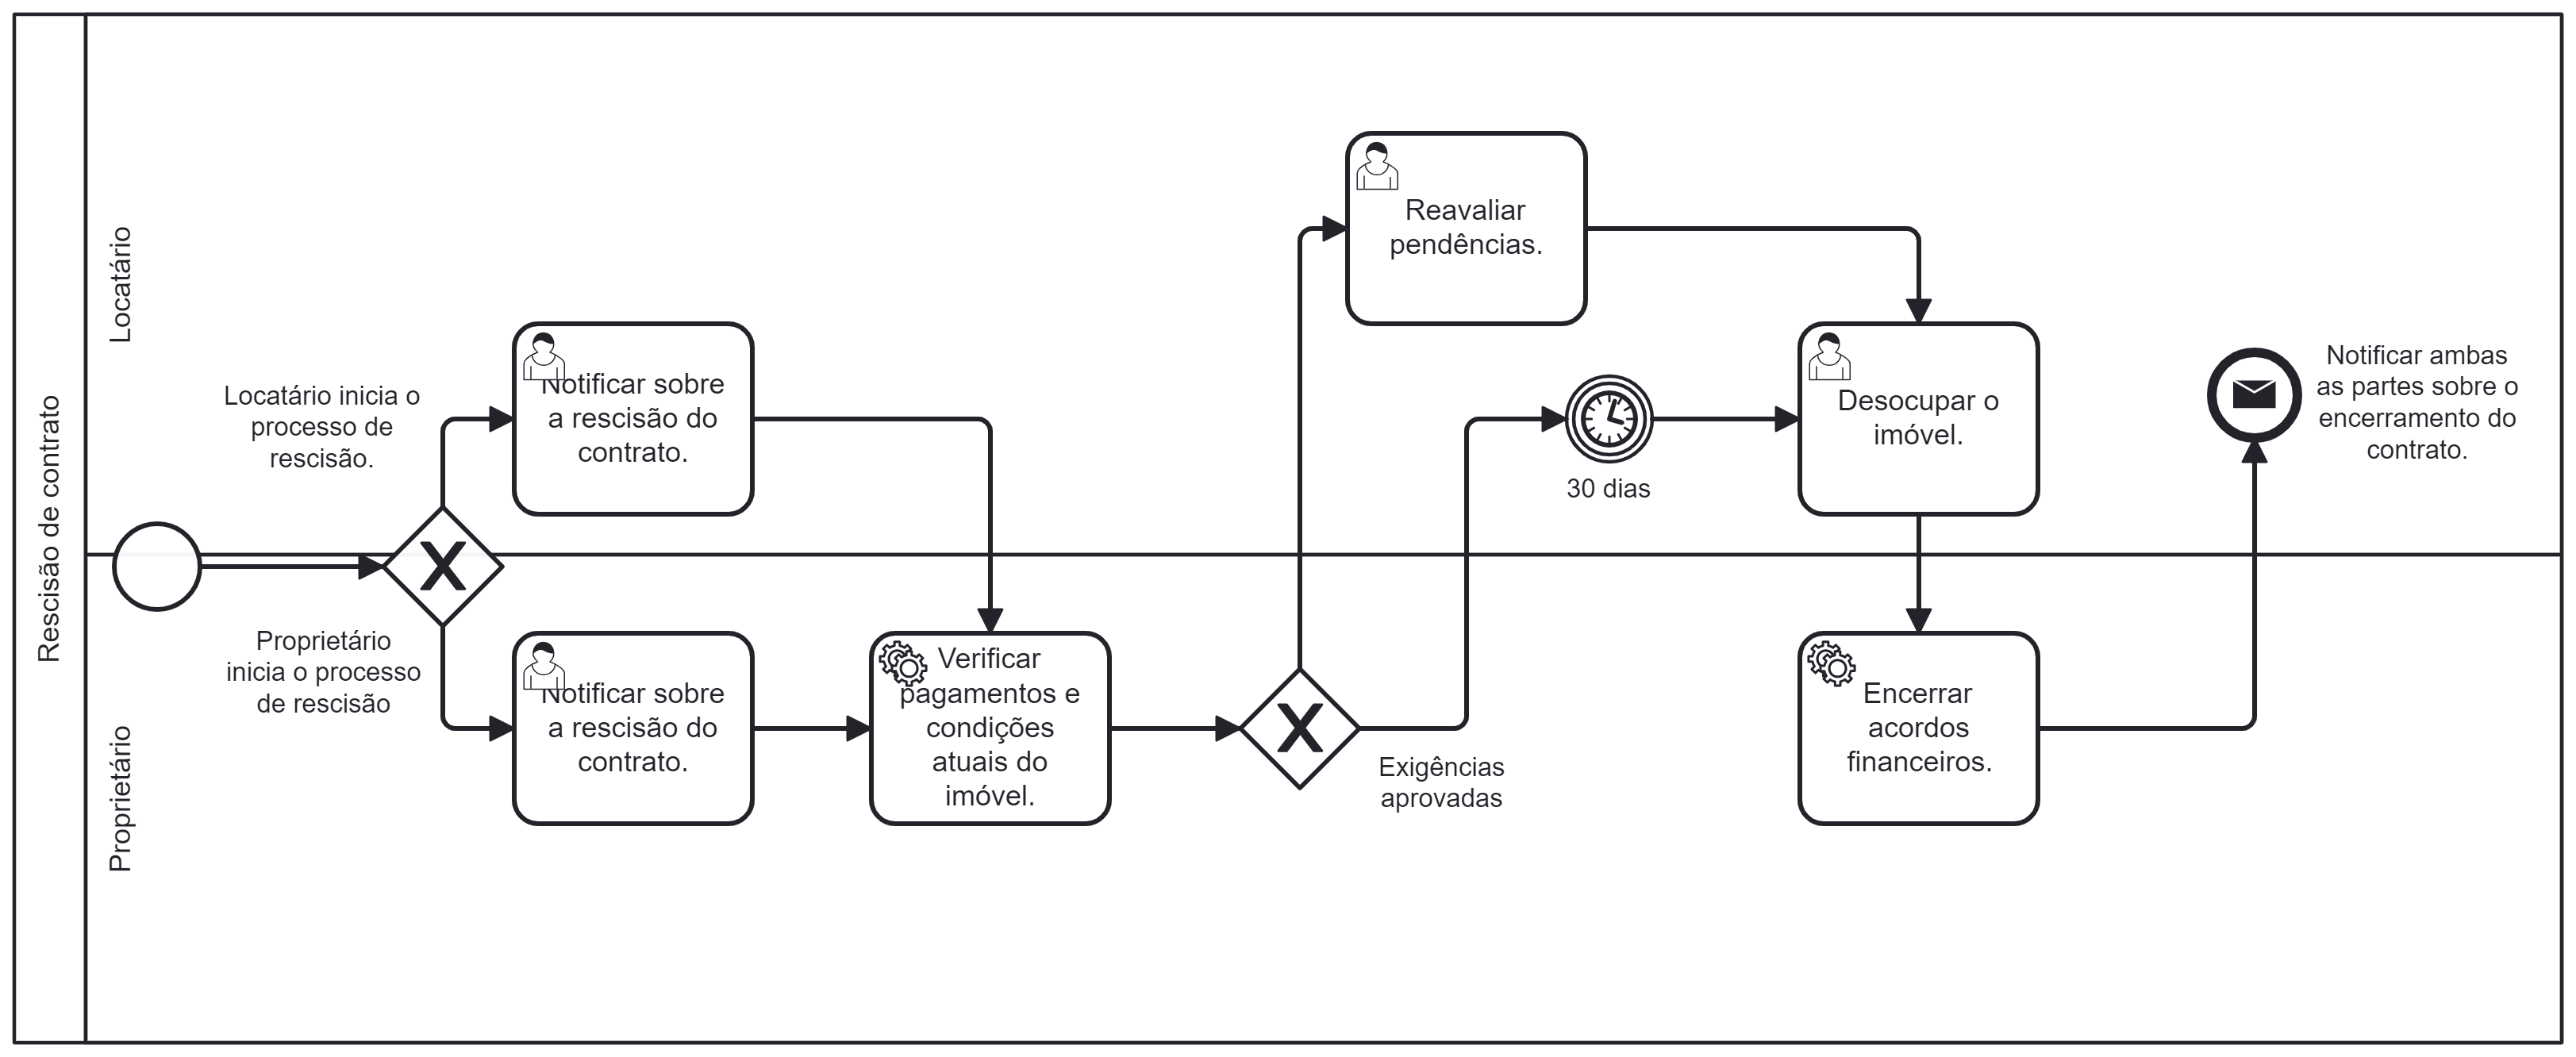 Rescisão de contrato
Locatário
Proprietário
Locatário inicia o
processo de
rescisão.
Proprietário
inicia o processo
de rescisão
Notificar sobre
a rescisão do
contrato.
Notificar sobre
a rescisão do
contrato.
Verificar
pagamentos e
condições
atuais do
imóvel.
Exigências
aprovadas
Reavaliar
pendências.
30 dias
Desocupar o
imóvel.
Encerrar
acordos
financeiros.
Notificar ambas
as partes sobre o
encerramento do
contrato.